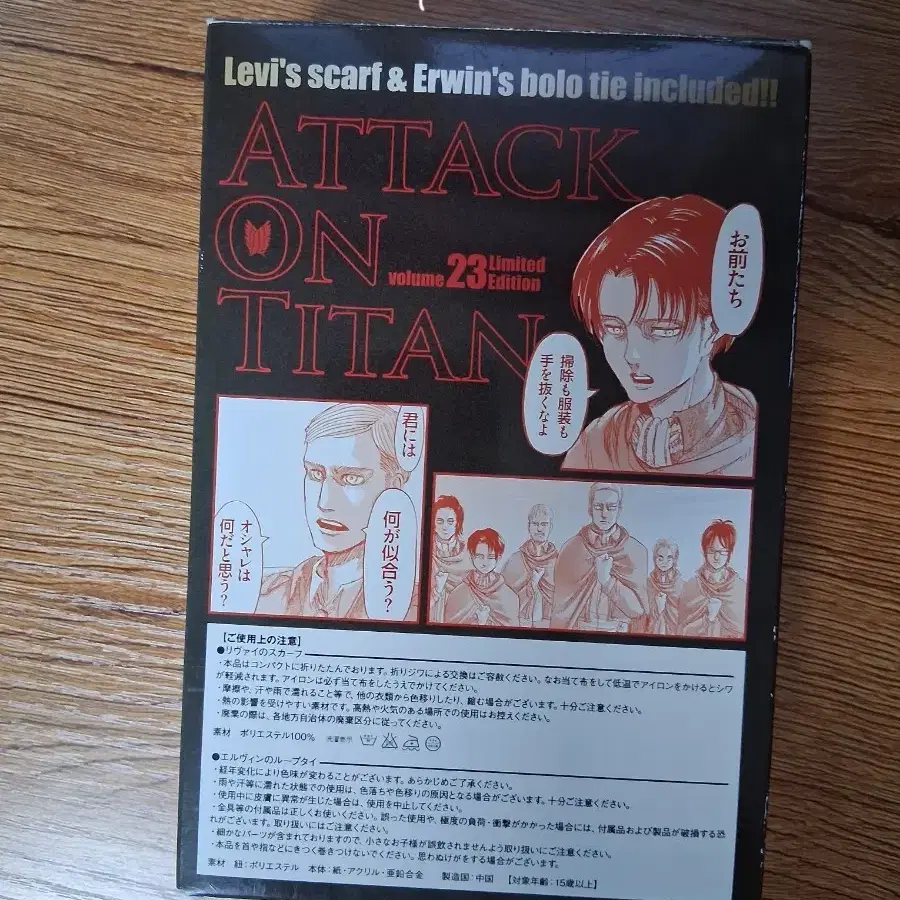 Levi's scarf & Erwin's bolo tie included!!
ATTACK
ON
TITAN
volume 23 Limited
Edition
お前たち
掃除も服装も
手を抜くなよ
君には
何が似合う?
オシャレは
何だと思う?
【ご使用上の注意】
●リヴァイのスカーフ
・本品はコンパクトに折りたたんでおります。折りジワによる交換はご容赦ください。なお当て布をして低温でアイロンをかけるとシワ
が軽減されます。アイロンは必ず当て布をしたうえでかけてください。
・摩擦や、汗や雨で濡れること等で、他の衣類から色移りしたり、縮む場合がございます。十分ご注意ください。
・熱の影響を受けやすい素材です。高熱や火気のある場所での使用はお控えください。
・廃棄の際は、各地方自治体の廃棄区分に従ってください。
素材 ポリエステル100% 洗濯表示
●エルヴィンのループタイ
・経年変化により色味が変わることがございます。あらかじめご了承ください。
・雨や汗等に濡れた状態での使用は、色落ちや色移りの原因となる場合がございます。十分ご注意ください。
・使用中に皮膚に異常が生じた場合は、使用を中止してください。
・金具等の付属品は正しくお使いください。誤った使用や、極度の負荷・衝撃がかかった場合には、付属品および製品が破損する恐
れがございます。取り扱いにはご注意ください。
・細かなパーツが含まれておりますので、小さなお子様が誤飲されませんよう取り扱いにご注意ください。
・本品を首や指などにきつく巻きつけないでください。思わぬけがをする場合がございます。
素材 紐:ポリエステル 本体:紙・アクリル・亜鉛合金 製造国:中国 【対象年齢:15歳以上】